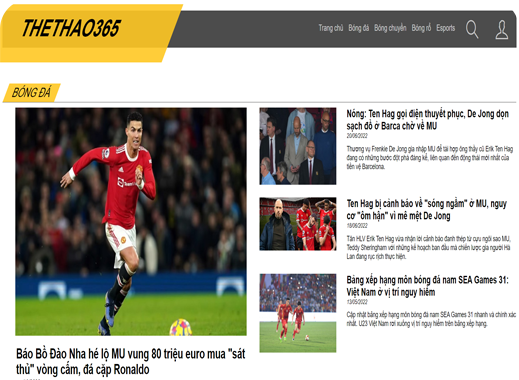 THETHAO365
Trang chủ Bóng đá Bóng chuyền Bóng rổ Esports
BÓNG ĐÁ
Báo Bồ Đào Nha hé lộ MU vung 80 triệu euro mua "sát
thủ" vòng cấm, đá cặp Ronaldo
Nóng: Ten Hag gọi điện thuyết phục, De Jong dọn
sạch đồ ở Barca chờ về MU
20/06/2022
Thương vụ Frenkie De Jong gia nhập MU để tái hợp ông thầy cũ Erik Ten Hag
đang có những bước đột phá đáng kể, liên quan đến động thái mới nhất của
tiền vệ Barcelona.
Ten Hag bị cảnh báo về "sóng ngầm" ở MU, nguy
cơ "ôm hận" vì mê mệt De Jong
18/06/2022
Tân HLV Erik Ten Hag vừa nhận lời cảnh báo đanh thép từ cựu ngôi sao MU,
Teddy Sheringham với những kế hoạch ban đầu mà chiến lược gia người Hà
Lan đang rục rịch thực hiện.
Bảng xếp hạng môn bóng đá nam SEA Games 31:
Việt Nam ở vị trí nguy hiểm
13/05/2022
Cập nhật bảng xếp hạng môn bóng đá nam SEA Games 31 nhanh và chính xác
nhất, U23 Việt Nam rơi xuống vị trí nguy hiểm trên bảng xếp hạng.